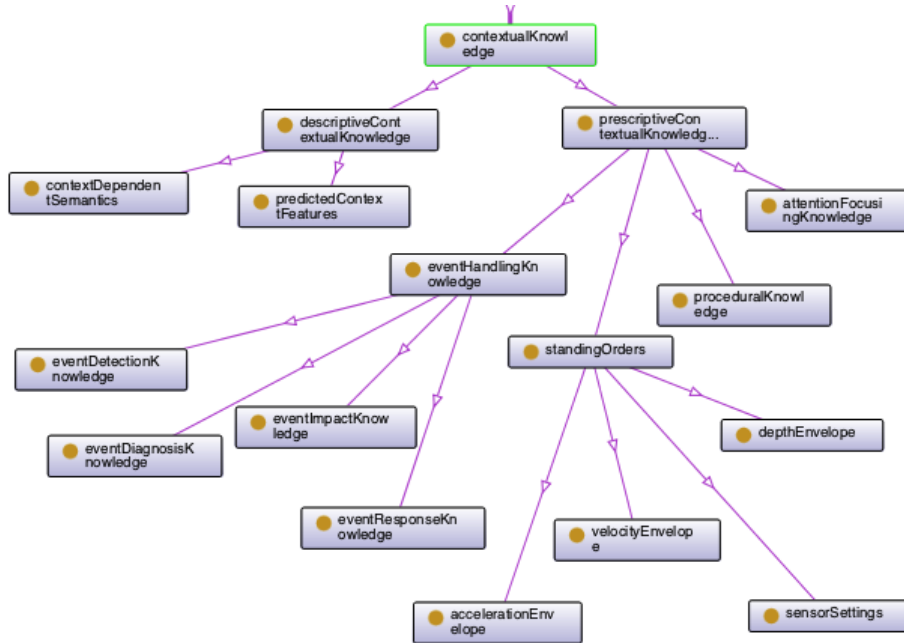 contextualKnowl
edge
descriptiveCont
extualKnowledge
prescriptiveCon
textualKnowledg...
contextDependen
tSemantics
predictedContex
tFeatures
attentionFocusi
ngKnowledge
eventHandlingKn
owledge
proceduralKnowl
edge
standingOrders
eventDetectionK
nowledge
eventImpactKnow
ledge
depthEnvelope
eventDiagnosisK
nowledge
eventResponseKn
owledge
velocityEnvelop
e
accelerationEnv
elope
sensorSettings